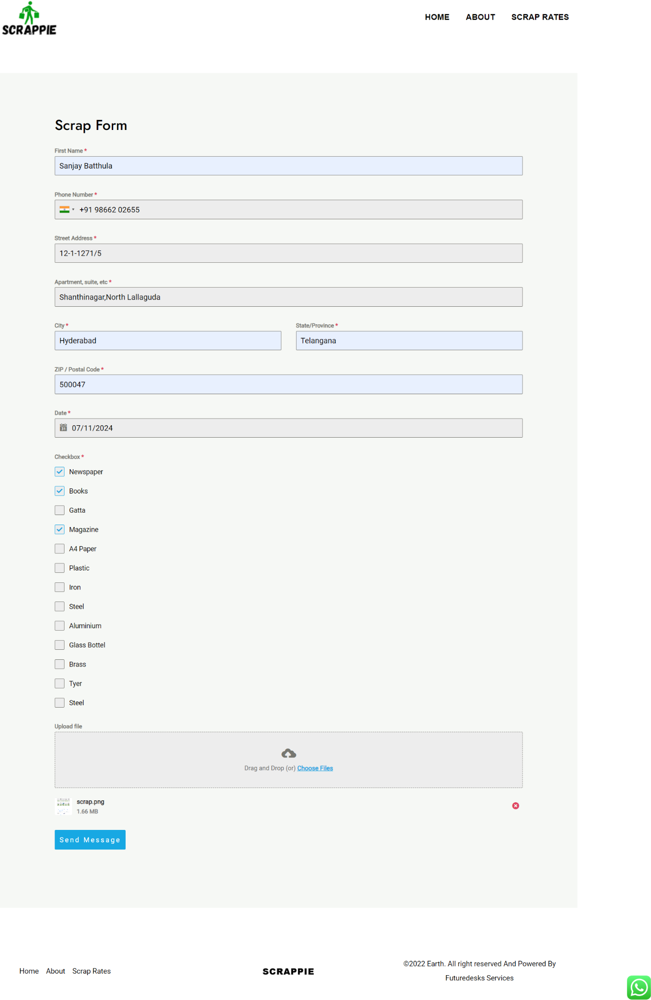 SCRAPPIE
HOME ABOUT SCRAP RATES
Scrap Form
First Name *
Sanjay Batthula
Phone Number *
+91 98662 02655
Street Address *
12-1-1271/5
Apartment, suite, etc *
Shanthinagar,North Lallaguda
City * State/Province *
Hyderabad Telangana
ZIP / Postal Code *
500047
Date *
31 07/11/2024
Checkbox *
Newspaper
Books
Gatta
Magazine
A4 Paper
Plastic
Iron
Steel
Aluminium
Glass Bottel
Brass
Tyer
Steel
Upload file
Drag and Drop (or) Choose Files
scrap.png
1.66 MB
Send Message
Home About Scrap Rates
SCRAPPIE
©2022 Earth. All right reserved And Powered By
Futuredesks Services